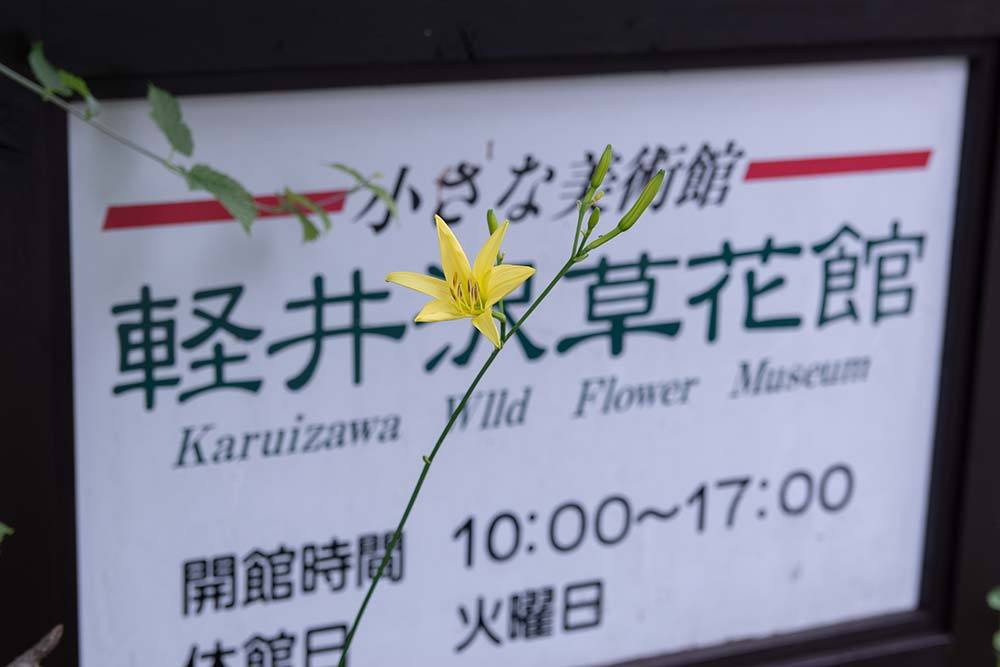 小さな美術館
軽井沢草花館
Karuizawa Wlld Flower Museum
開館時間 10:00～17:00
休館日 火曜日